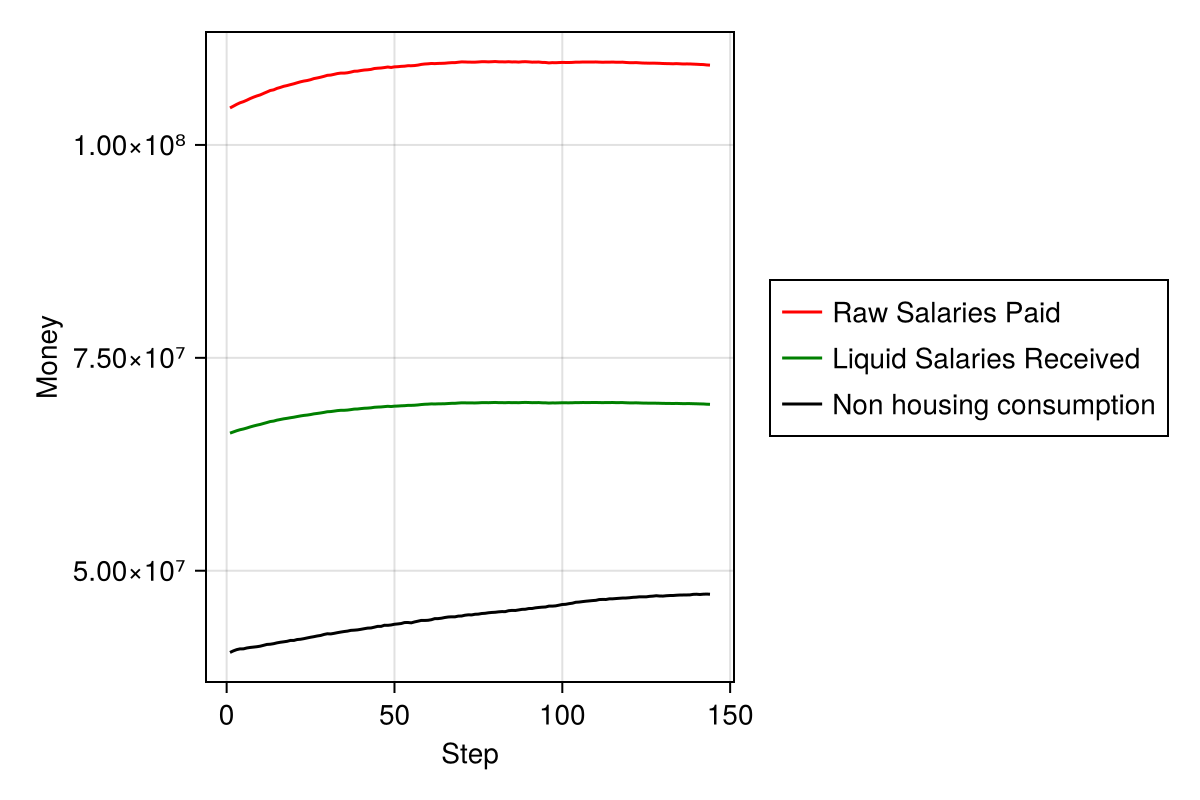 1.00×10⁸
7.50×10⁷
5.00×10⁷
Money
0 50 100 150
Step
Raw Salaries Paid
Liquid Salaries Received
Non housing consumption